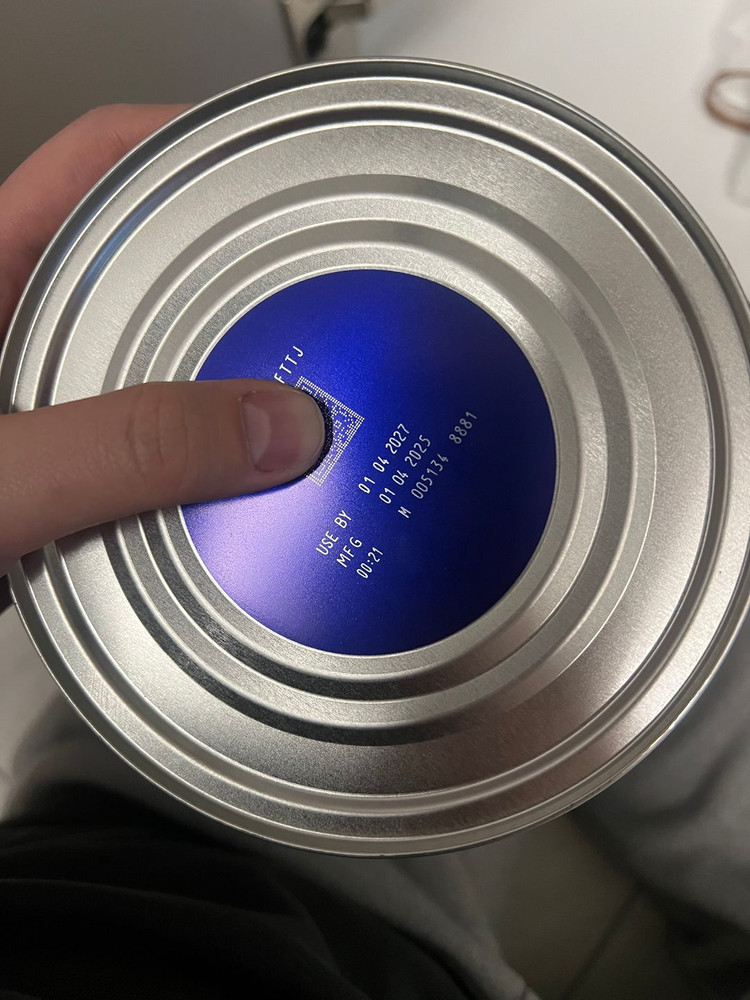 FTTJ
USE BY 01 04 2027
MFG 01 04 2025
00:21 M 005134 8881